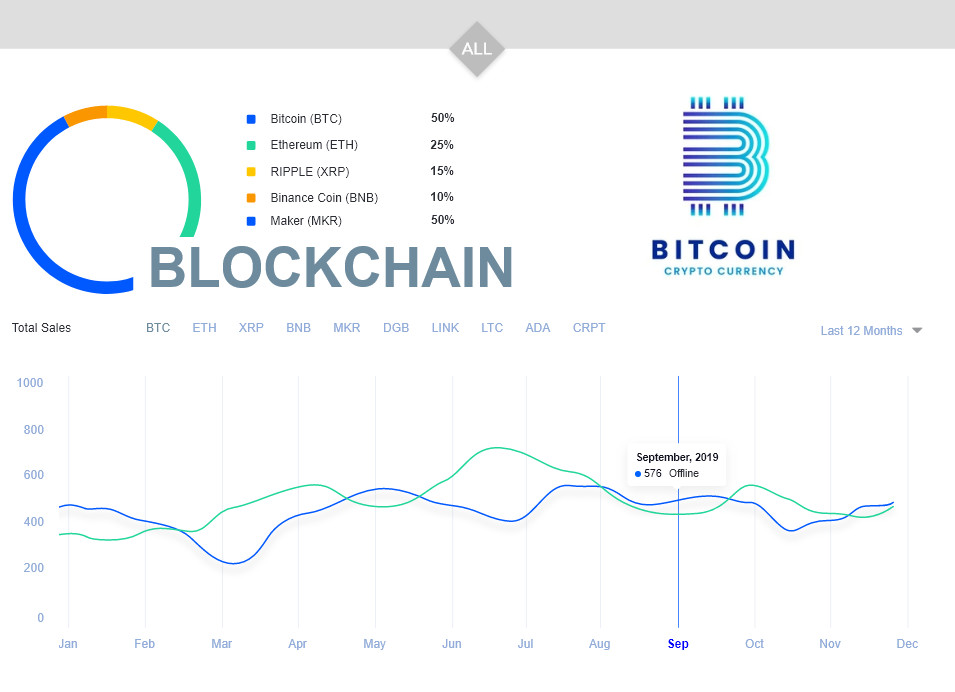 ALL
Bitcoin (BTC) 50%
Ethereum (ETH) 25%
RIPPLE (XRP) 15%
Binance Coin (BNB) 10%
Maker (MKR) 50%
BLOCKCHAIN
BITCOIN
CRYPTO CURRENCY
Total Sales BTC ETH XRP BNB MKR DGB LINK LTC ADA CRPT Last 12 Months
1000
800
600
400
200
0
September, 2019
576 Offline
Jan Feb Mar Apr May Jun Jul Aug Sep Oct Nov Dec